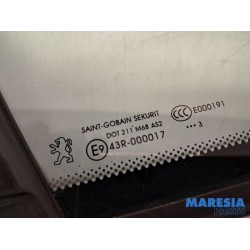 SAINT-GOBAIN SEKURIT
DOT 211 M68 AS2
E9 43R-000017
CCC E000191
••• 3
MARESIA